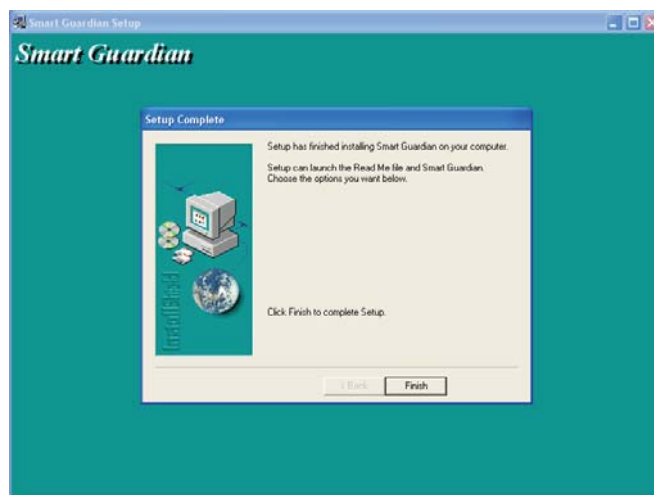 Smart Guardian Setup
Smart Guardian
Setup Complete
Setup has finished installing Smart Guardian on your computer.
Setup can launch the Read Me file and Smart Guardian.
Choose the options you want below.
InstallShield
Click Finish to complete Setup.
< Back
Finish